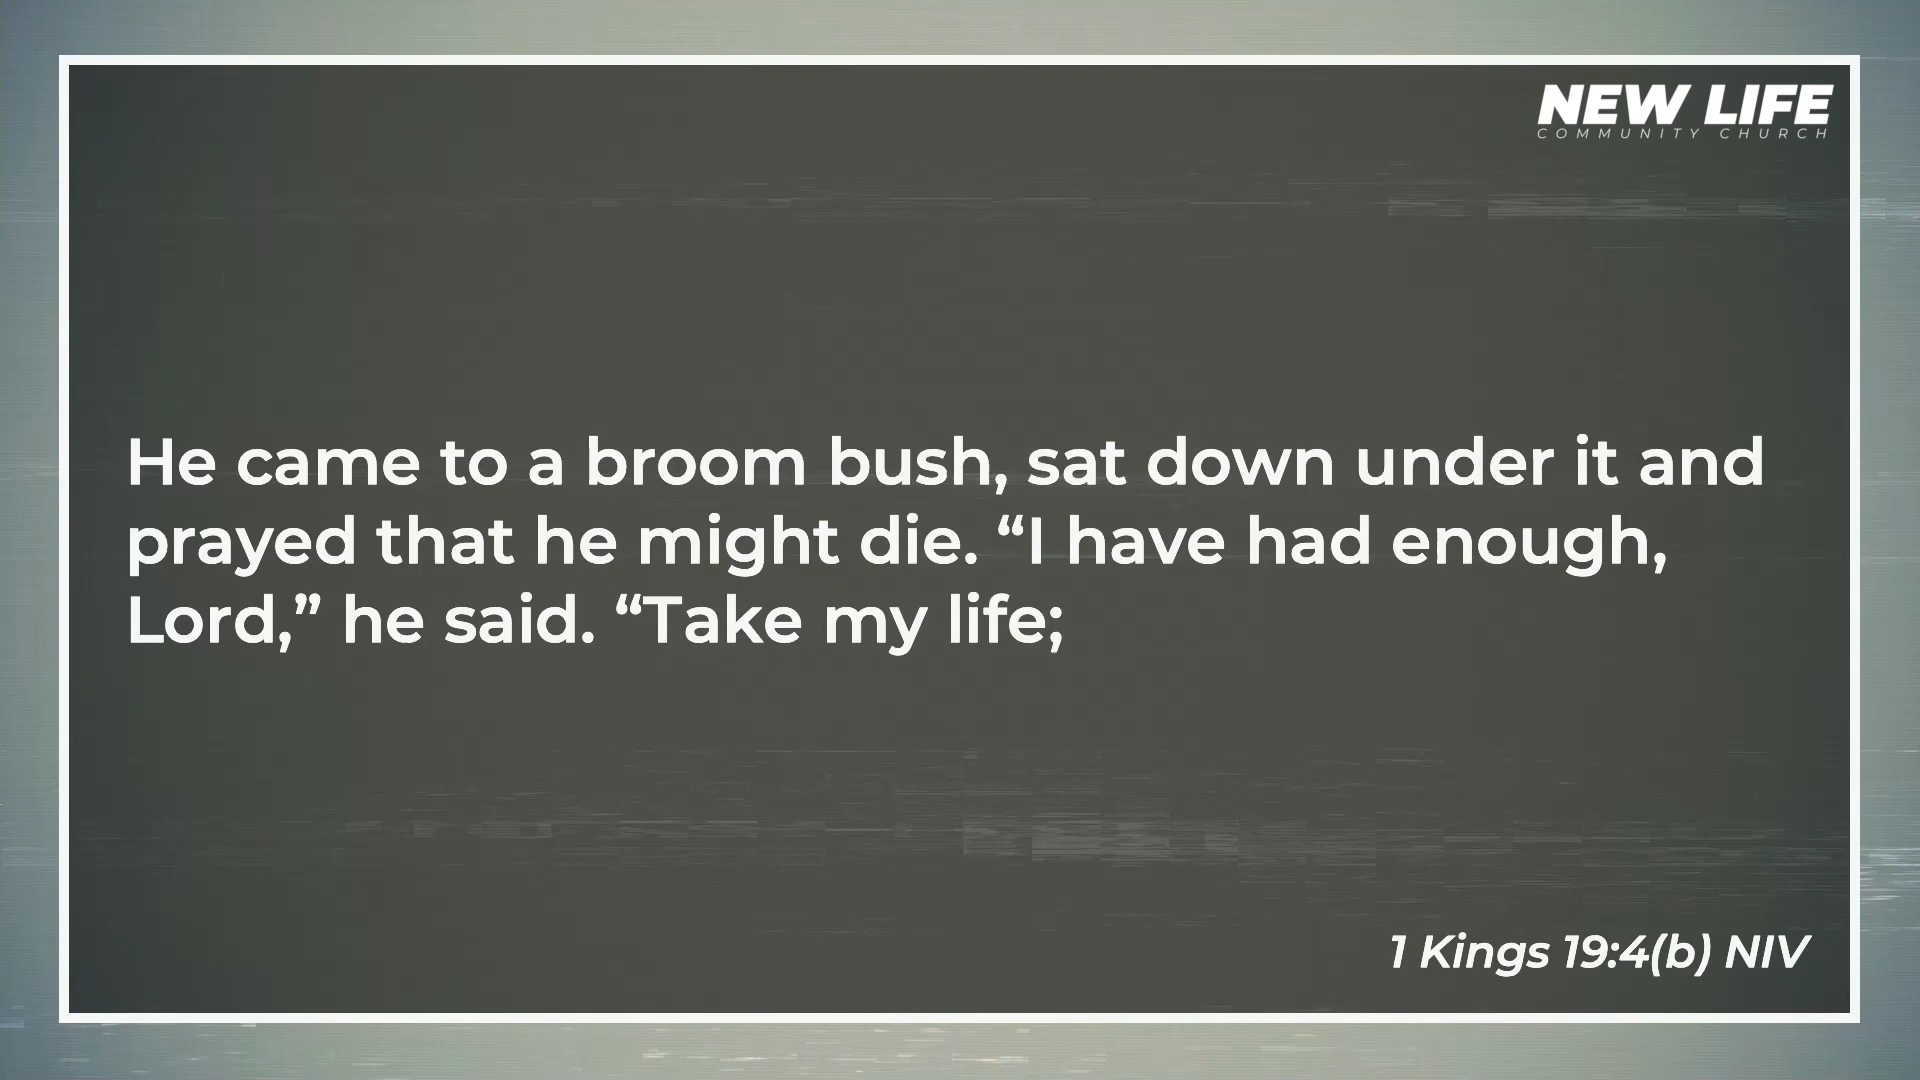 NEW LIFE
COMMUNITY CHURCH
He came to a broom bush, sat down under it and
prayed that he might die. “I have had enough,
Lord,” he said. “Take my life;
1 Kings 19:4(b) NIV